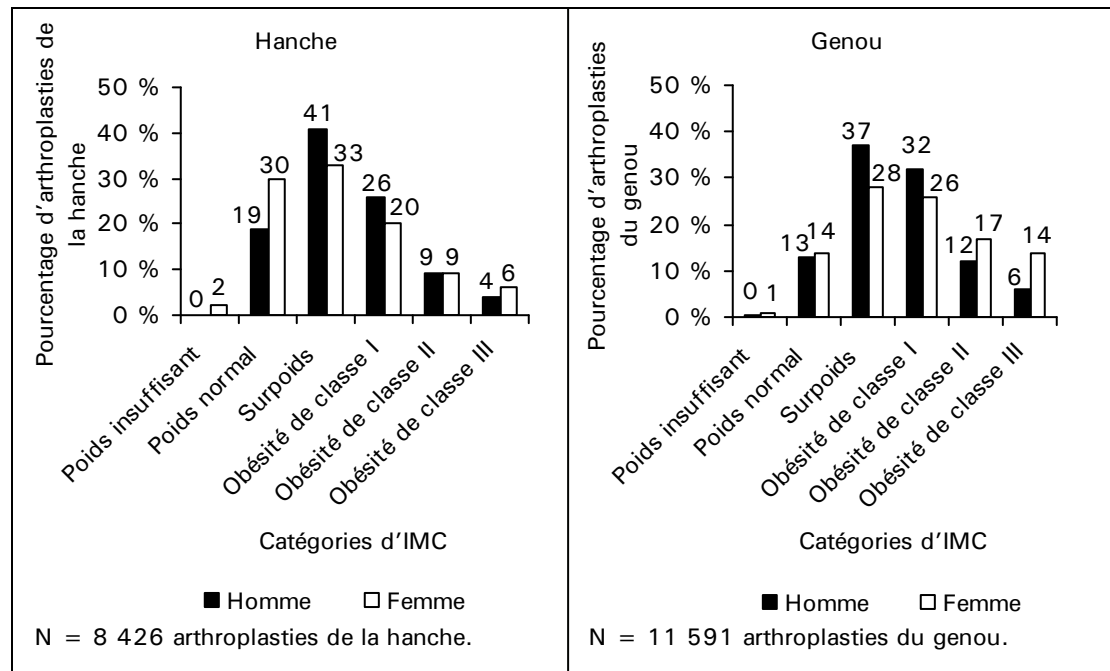 Hanche
Pourcentage d'arthroplasties de
la hanche
50 %
40 %
30 %
20 %
10 %
0 %
0
2
19
30
41
33
26
20
9
9
4
6
Poids insuffisant
Poids normal
Surpoids
Obésité de classe I
Obésité de classe II
Obésité de classe III
Catégories d'IMC
Homme
Femme
N = 8 426 arthroplasties de la hanche.
Genou
Pourcentage d'arthroplasties
du genou
50 %
40 %
30 %
20 %
10 %
0 %
0
1
13
14
37
28
32
26
12
17
6
14
Poids insuffisant
Poids normal
Surpoids
Obésité de classe I
Obésité de classe II
Obésité de classe III
Catégories d'IMC
Homme
Femme
N = 11 591 arthroplasties du genou.